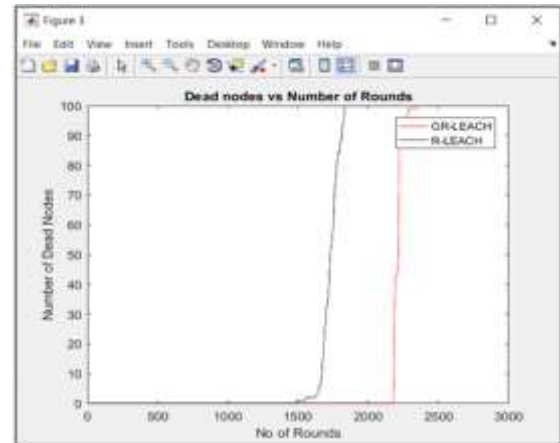 Figure 3
File Edit View Insert Tools Desktop Window Help
Dead nodes vs Number of Rounds
100
90
80
70
60
50
40
30
20
10
0
Number of Dead Nodes
OR-LEACH
R-LEACH
0 500 1000 1500 2000 2500 3000
No of Rounds